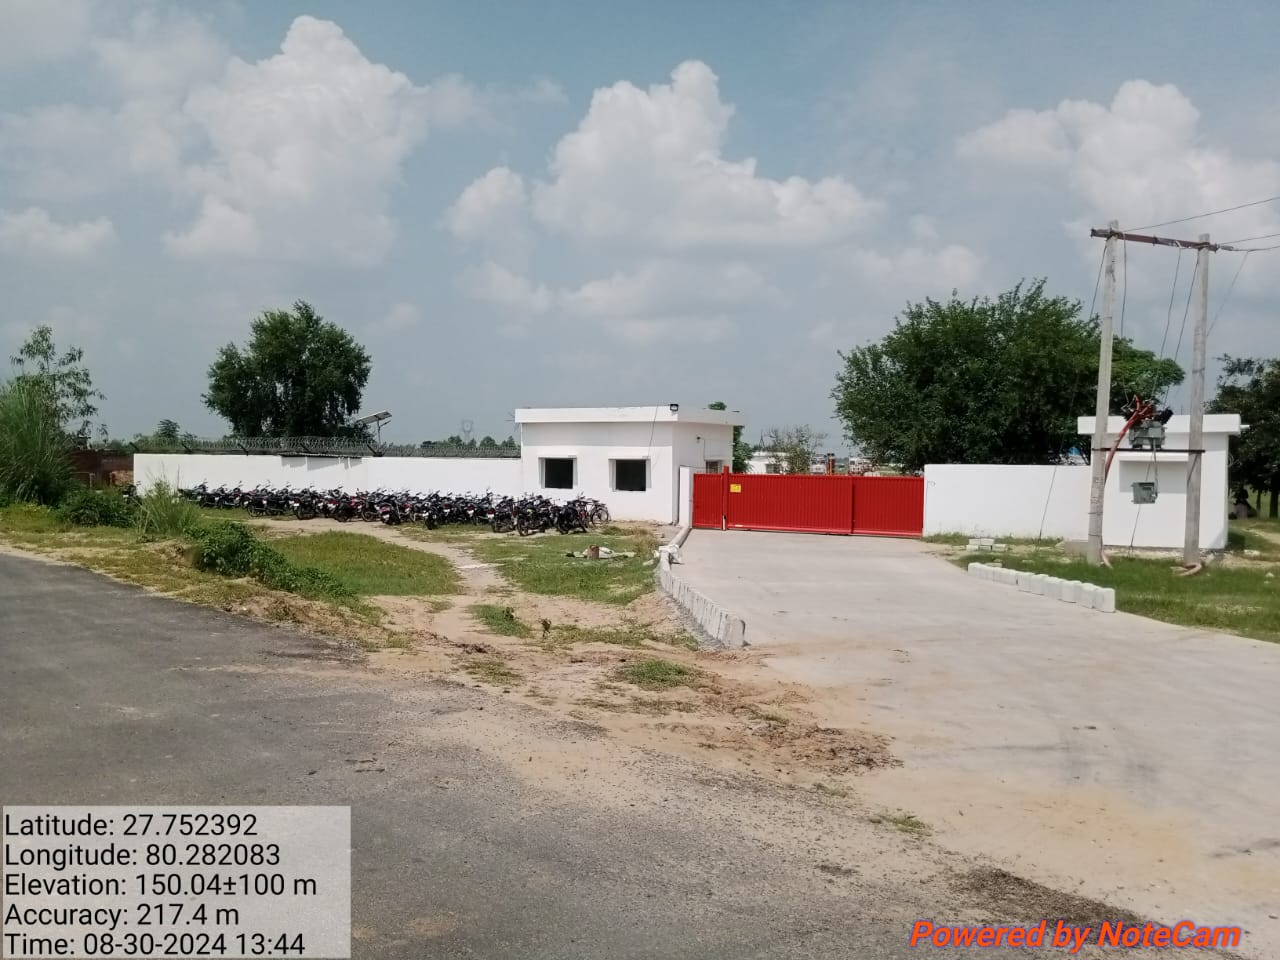 Latitude: 27.752392
Longitude: 80.282083
Elevation: 150.04±100 m
Accuracy: 217.4 m
Time: 08-30-2024 13:44
Powered by NoteCam